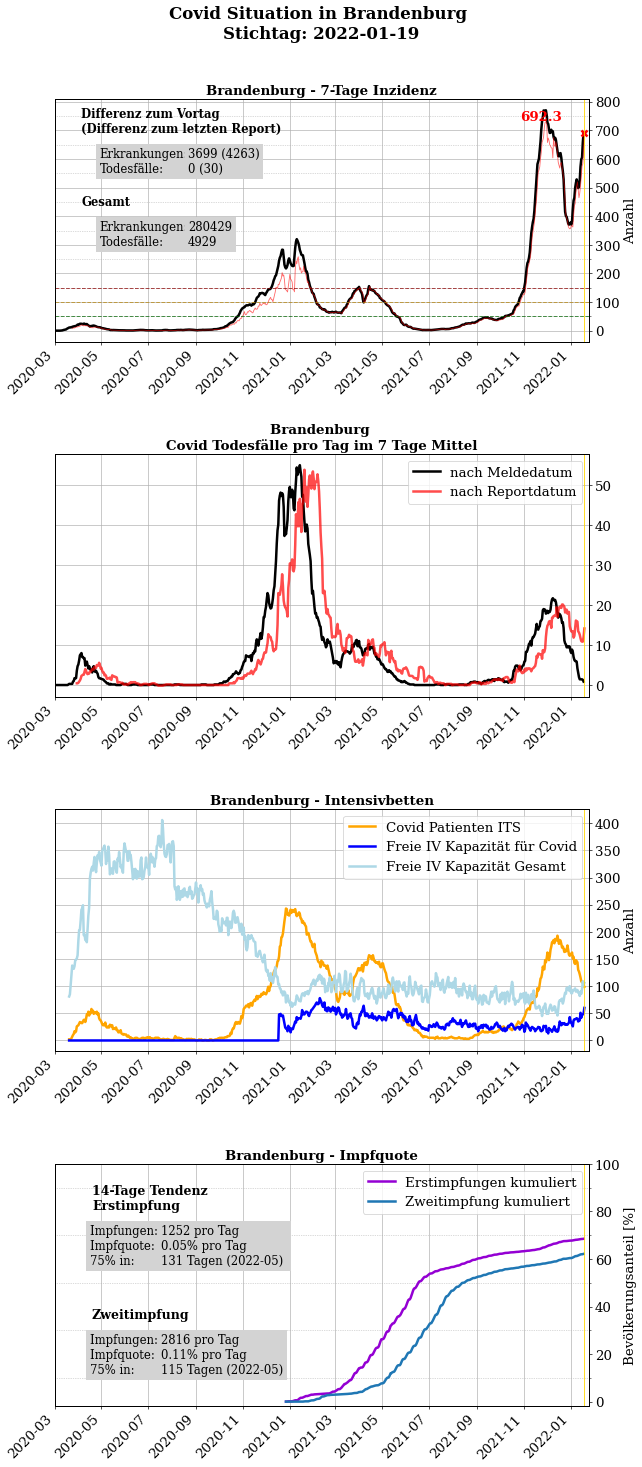 Covid Situation in Brandenburg
Stichtag: 2022-01-19
Brandenburg - 7-Tage Inzidenz
Differenz zum Vortag
(Differenz zum letzten Report)
Erkrankungen 3699 (4263)
Todesfälle: 0 (30)
Gesamt
Erkrankungen 280429
Todesfälle: 4929
692.3
800
700
600
500
400
300
200
100
0
Anzahl
2020-03
2020-05
2020-07
2020-09
2020-11
2021-01
2021-03
2021-05
2021-07
2021-09
2021-11
2022-01
Brandenburg
Covid Todesfälle pro Tag im 7 Tage Mittel
nach Meldedatum
nach Reportdatum
50
40
30
20
10
0
2020-03
2020-05
2020-07
2020-09
2020-11
2021-01
2021-03
2021-05
2021-07
2021-09
2021-11
2022-01
Brandenburg - Intensivbetten
Covid Patienten ITS
Freie IV Kapazität für Covid
Freie IV Kapazität Gesamt
400
350
300
250
200
150
100
50
0
Anzahl
2020-03
2020-05
2020-07
2020-09
2020-11
2021-01
2021-03
2021-05
2021-07
2021-09
2021-11
2022-01
Brandenburg - Impfquote
14-Tage Tendenz
Erstimpfung
Impfungen: 1252 pro Tag
Impfquote: 0.05% pro Tag
75% in: 131 Tagen (2022-05)
Zweitimpfung
Impfungen: 2816 pro Tag
Impfquote: 0.11% pro Tag
75% in: 115 Tagen (2022-05)
Erstimpfungen kumuliert
Zweitimpfung kumuliert
100
80
60
40
20
0
Bevölkerungsanteil [%]
2020-03
2020-05
2020-07
2020-09
2020-11
2021-01
2021-03
2021-05
2021-07
2021-09
2021-11
2022-01